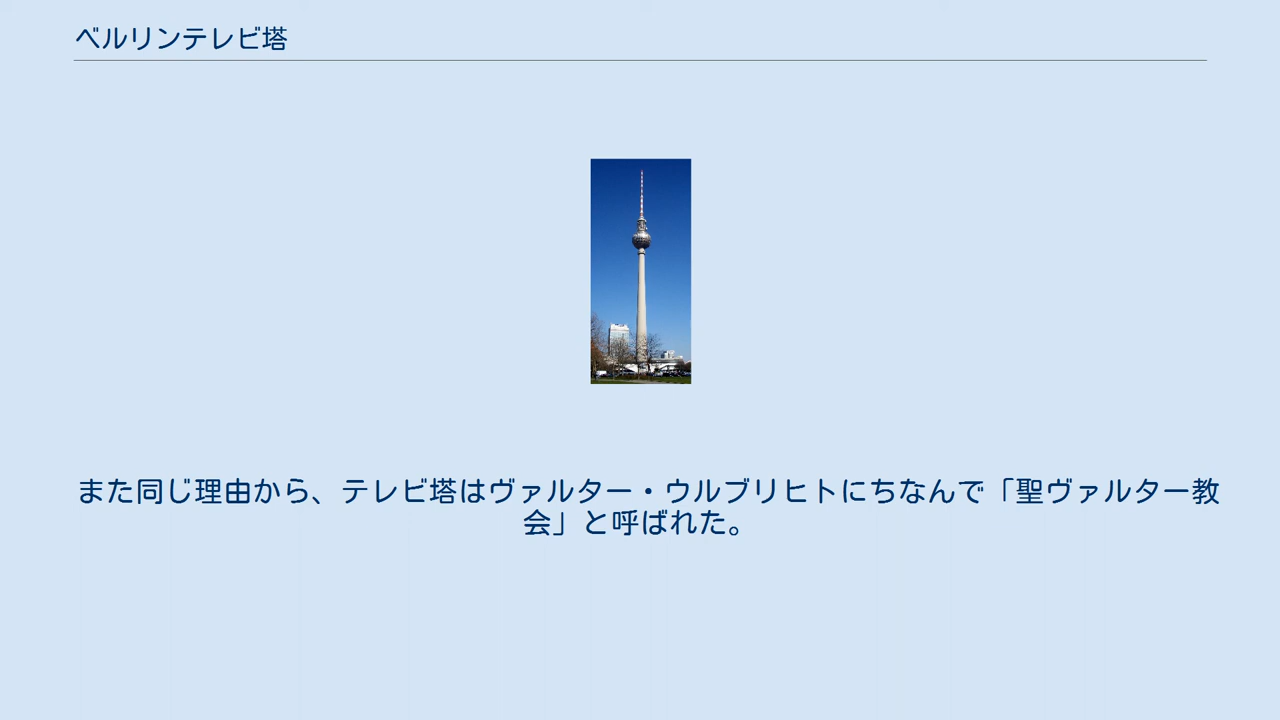 ベルリンテレビ塔
また同じ理由から、テレビ塔はヴァルター・ウルブリヒトにちなんで「聖ヴァルター教
会」と呼ばれた。